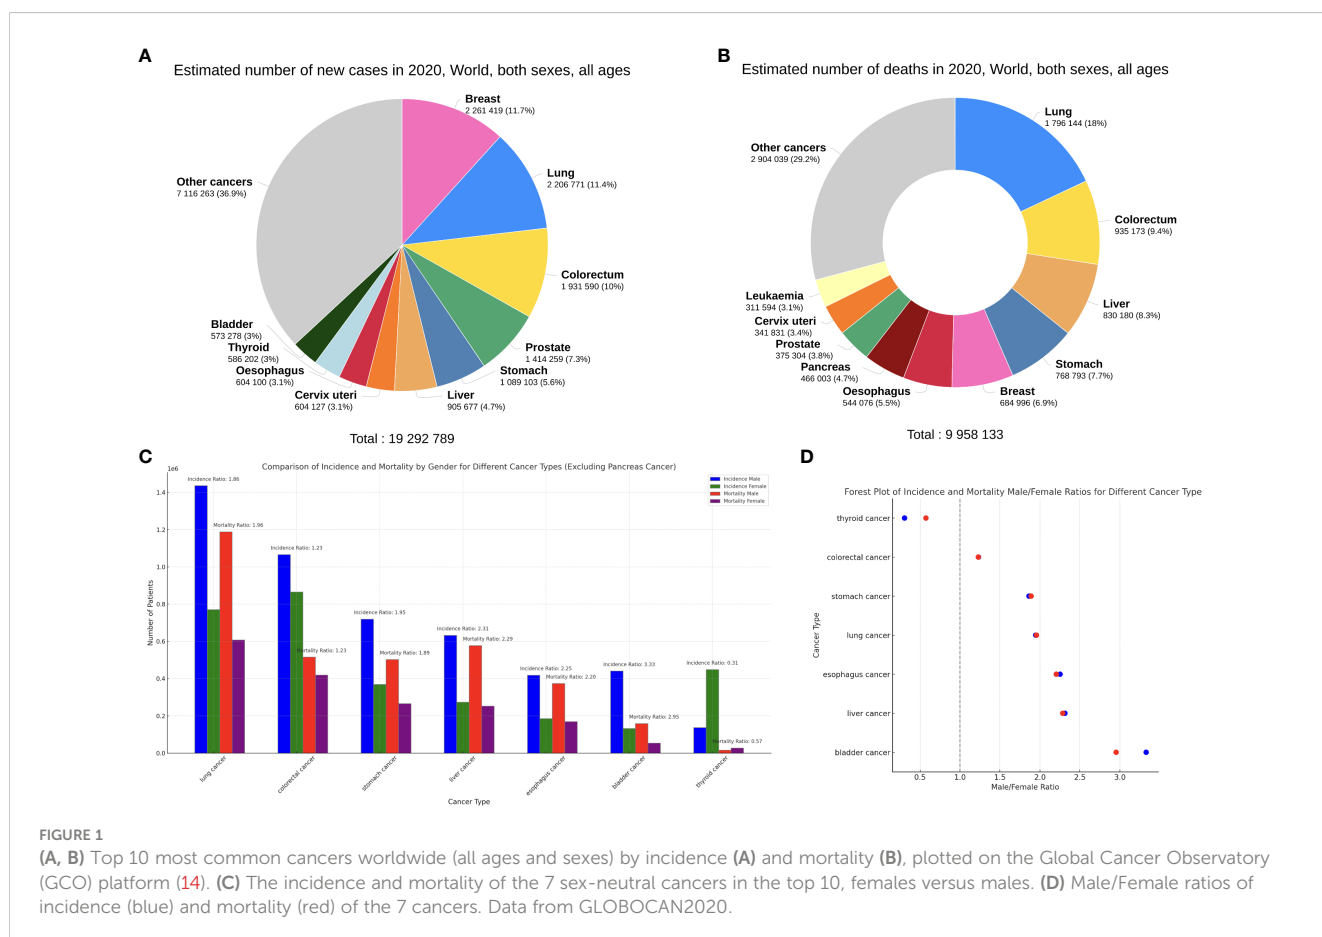 A
Estimated number of new cases in 2020, World, both sexes, all ages
Breast
2 261 419 (11.7%)
Lung
2 206 771 (11.4%)
Colorectum
1 931 590 (10%)
Prostate
1 414 259 (7.3%)
Stomach
1 089 103 (5.6%)
Liver
905 677 (4.7%)
Cervix uteri
604 127 (3.1%)
Oesophagus
604 100 (3.1%)
Thyroid
586 202 (3%)
Bladder
573 278 (3%)
Other cancers
7 116 263 (36.9%)
Total : 19 292 789
B
Estimated number of deaths in 2020, World, both sexes, all ages
Lung
1 796 144 (18%)
Colorectum
935 173 (9.4%)
Liver
830 180 (8.3%)
Stomach
768 793 (7.7%)
Breast
684 996 (6.9%)
Oesophagus
544 076 (5.5%)
Pancreas
466 003 (4.7%)
Prostate
375 304 (3.8%)
Cervix uteri
341 831 (3.4%)
Leukaemia
311 594 (3.1%)
Other cancers
2 904 039 (29.2%)
Total : 9 958 133
C
Comparison of Incidence and Mortality by Gender for Different Cancer Types (Excluding Pancreas Cancer)
1e6
Incidence Male
Incidence Female
Mortality Male
Mortality Female
Number of Patients
1.4
1.2
1.0
0.8
0.6
0.4
0.2
0.0
Incidence Ratio: 1.86
Mortality Ratio: 1.96
Incidence Ratio: 1.23
Mortality Ratio: 1.23
Incidence Ratio: 1.95
Mortality Ratio: 1.89
Incidence Ratio: 2.31
Mortality Ratio: 2.29
Incidence Ratio: 2.25
Mortality Ratio: 2.20
Incidence Ratio: 3.33
Mortality Ratio: 2.95
Incidence Ratio: 0.31
Mortality Ratio: 0.57
lung cancer
colorectal cancer
stomach cancer
liver cancer
esophagus cancer
bladder cancer
thyroid cancer
Cancer Type
D
Forest Plot of Incidence and Mortality Male/Female Ratios for Different Cancer Type
Cancer Type
thyroid cancer
colorectal cancer
stomach cancer
lung cancer
esophagus cancer
liver cancer
bladder cancer
0.5 1.0 1.5 2.0 2.5 3.0
Male/Female Ratio
FIGURE 1
(A, B) Top 10 most common cancers worldwide (all ages and sexes) by incidence (A) and mortality (B), plotted on the Global Cancer Observatory
(GCO) platform (14). (C) The incidence and mortality of the 7 sex-neutral cancers in the top 10, females versus males. (D) Male/Female ratios of
incidence (blue) and mortality (red) of the 7 cancers. Data from GLOBOCAN2020.